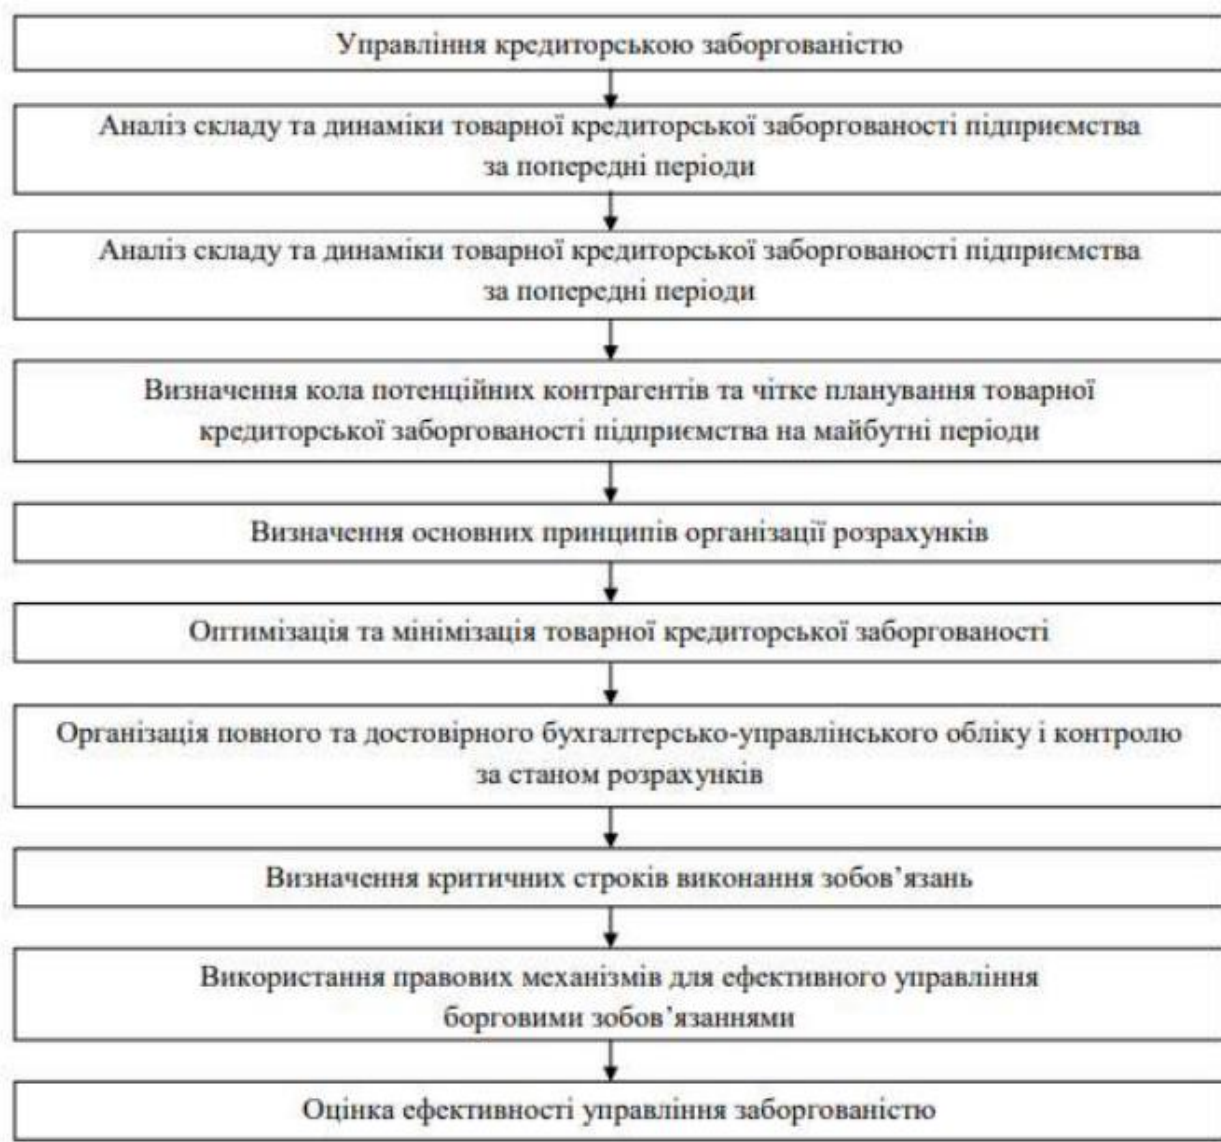 Управління кредиторською заборгованістю
Аналіз складу та динаміки товарної кредиторської заборгованості підприємства
за попередні періоди
Аналіз складу та динаміки товарної кредиторської заборгованості підприємства
за попередні періоди
Визначення кола потенційних контрагентів та чітке планування товарної
кредиторської заборгованості підприємства на майбутні періоди
Визначення основних принципів організації розрахунків
Оптимізація та мінімізація товарної кредиторської заборгованості
Організація повного та достовірного бухгалтерсько-управлінського обліку і контролю
за станом розрахунків
Визначення критичних строків виконання зобов’язань
Використання правових механізмів для ефективного управління
борговими зобов’язаннями
Оцінка ефективності управління заборгованістю